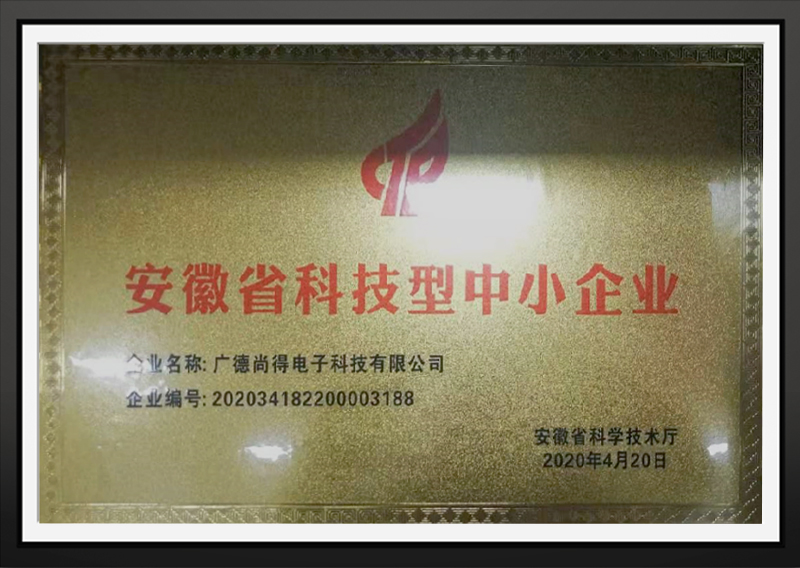 安徽省科技型中小企业
企业名称: 广德尚得电子科技有限公司
企业编号: 202034182200003188
安徽省科学技术厅
2020年4月20日